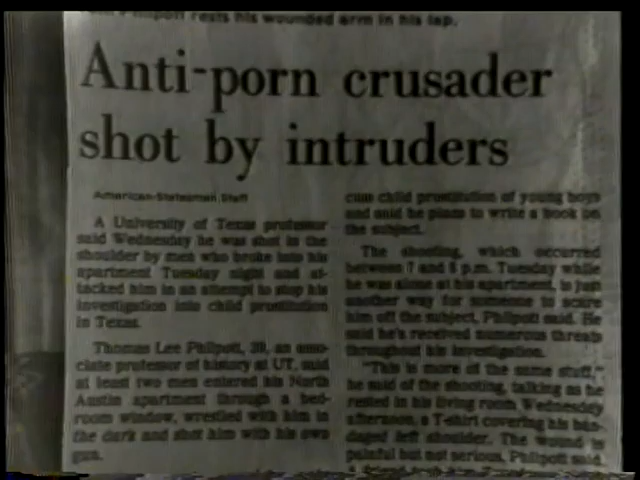 Philpott rests his wounded arm in his lap.
Anti-porn crusader
shot by intruders
American-Statesman Staff
A University of Texas professor
said Wednesday he was shot in the
shoulder by men who broke into his
apartment Tuesday night and at-
tacked him in an attempt to stop his
investigation into child prostitution
in Texas.
Thomas Lee Philpott, 39, an asso-
ciate professor of history at UT, said
at least two men entered his North
Austin apartment through a bed-
room window, wrestled with him in
the dark and shot him with his own
gun.
child prostitution of young boys
and said he plans to write a book on
the subject.
The shooting, which occurred
between 7 and 8 p.m. Tuesday while
he was alone at his apartment, is just
another way for someone to scare
him off the subject, Philpott said. He
said he's received numerous threats
throughout his investigation.
"This is more of the same stuff,"
he said of the shooting, talking as he
rested in his living room Wednesday
afternoon, a T-shirt covering his ban-
daged left shoulder. The wound is
painful but not serious, Philpott said.